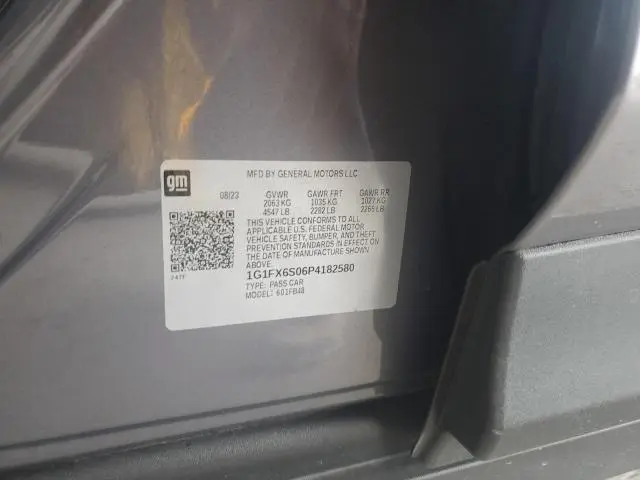 MFD BY GENERAL MOTORS LLC
gm
08/23 GVWR GAWR FRT GAWR RR
2063 KG 1035 KG 1027 KG
4547 LB 2282 LB 2265 LB
THIS VEHICLE CONFORMS TO ALL
APPLICABLE U.S. FEDERAL MOTOR
VEHICLE SAFETY, BUMPER, AND THEFT
PREVENTION STANDARDS IN EFFECT ON
THE DATE OF MANUFACTURE SHOWN
ABOVE.
1G1FX6S06P4182580
TYPE: PASS CAR
MODEL: 601FB48